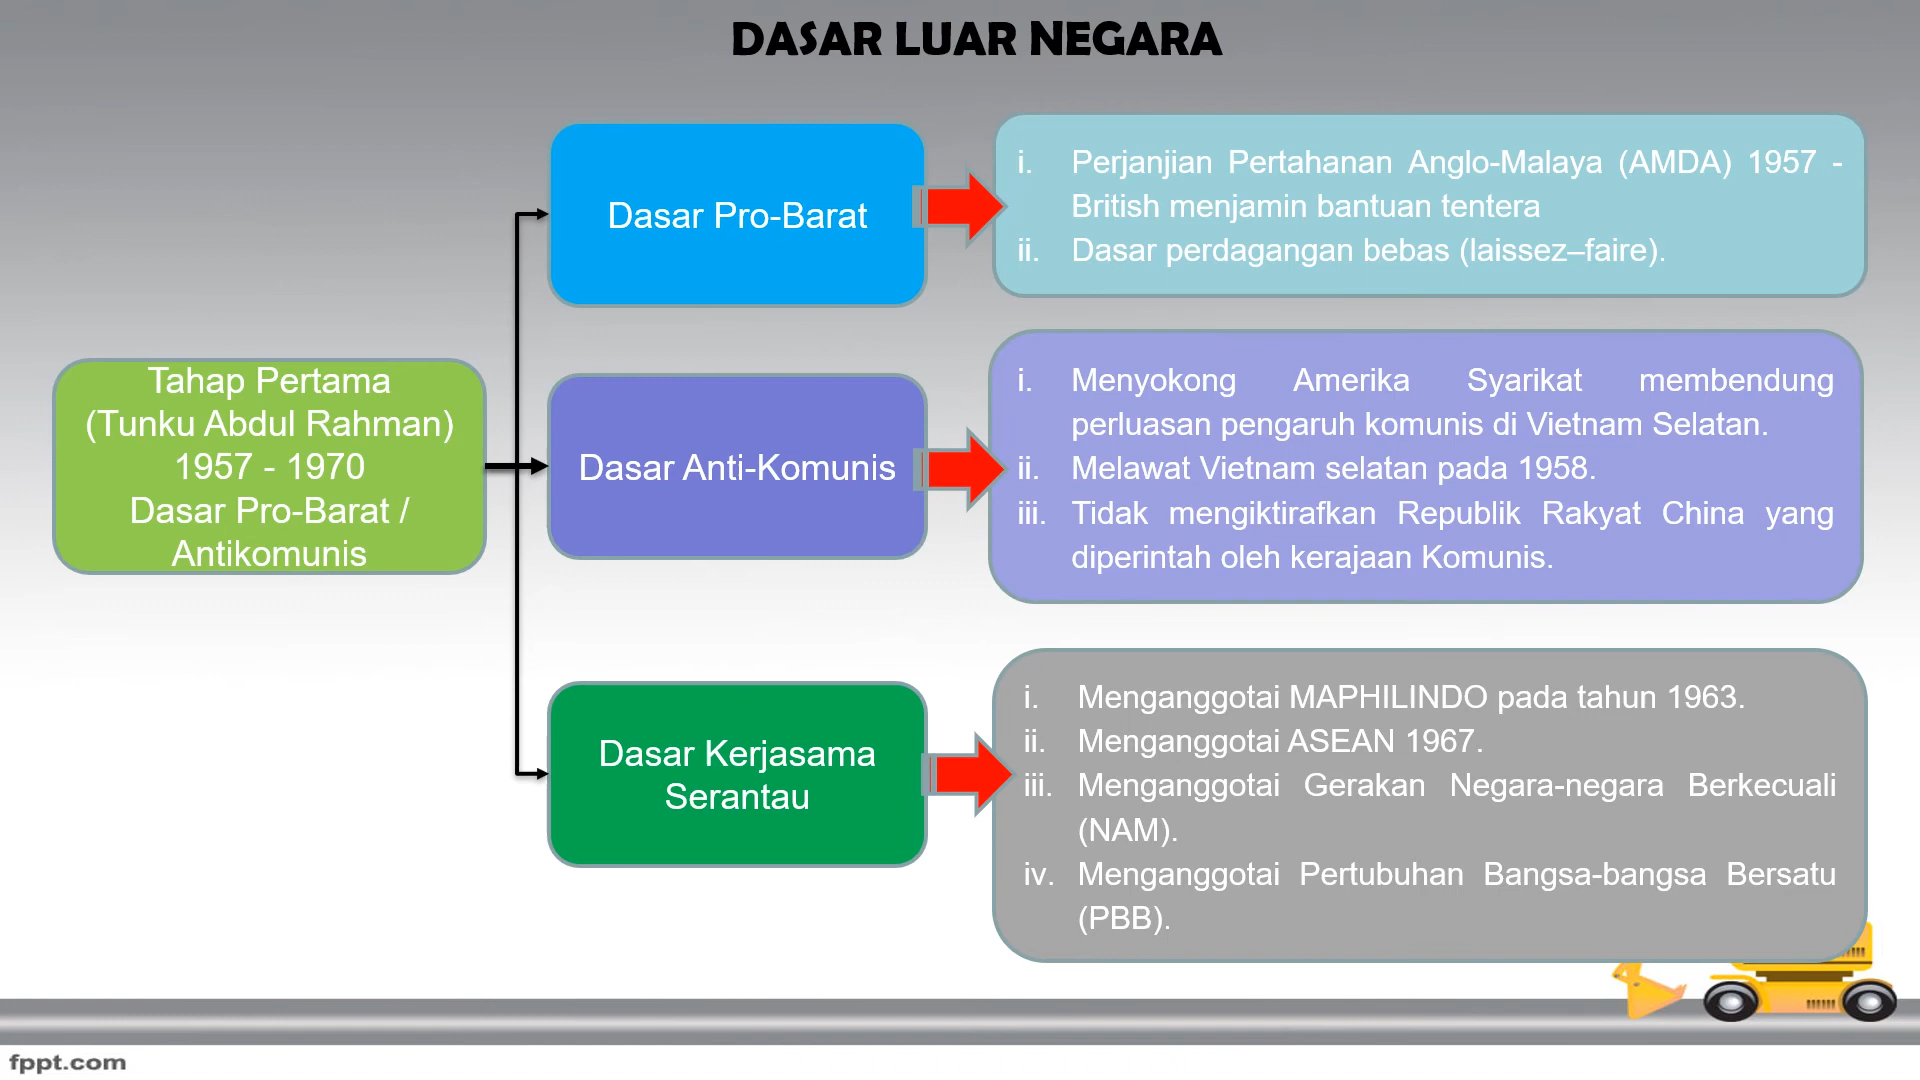 DASAR LUAR NEGARA
Tahap Pertama
(Tunku Abdul Rahman)
1957 - 1970
Dasar Pro-Barat /
Antikomunis
Dasar Pro-Barat
i. Perjanjian Pertahanan Anglo-Malaya (AMDA) 1957 -
British menjamin bantuan tentera
ii. Dasar perdagangan bebas (laissez–faire).
Dasar Anti-Komunis
i. Menyokong Amerika Syarikat membendung
perluasan pengaruh komunis di Vietnam Selatan.
ii. Melawat Vietnam selatan pada 1958.
iii. Tidak mengiktirafkan Republik Rakyat China yang
diperintah oleh kerajaan Komunis.
Dasar Kerjasama
Serantau
i. Menganggotai MAPHILINDO pada tahun 1963.
ii. Menganggotai ASEAN 1967.
iii. Menganggotai Gerakan Negara-negara Berkecuali
(NAM).
iv. Menganggotai Pertubuhan Bangsa-bangsa Bersatu
(PBB).
fppt.com